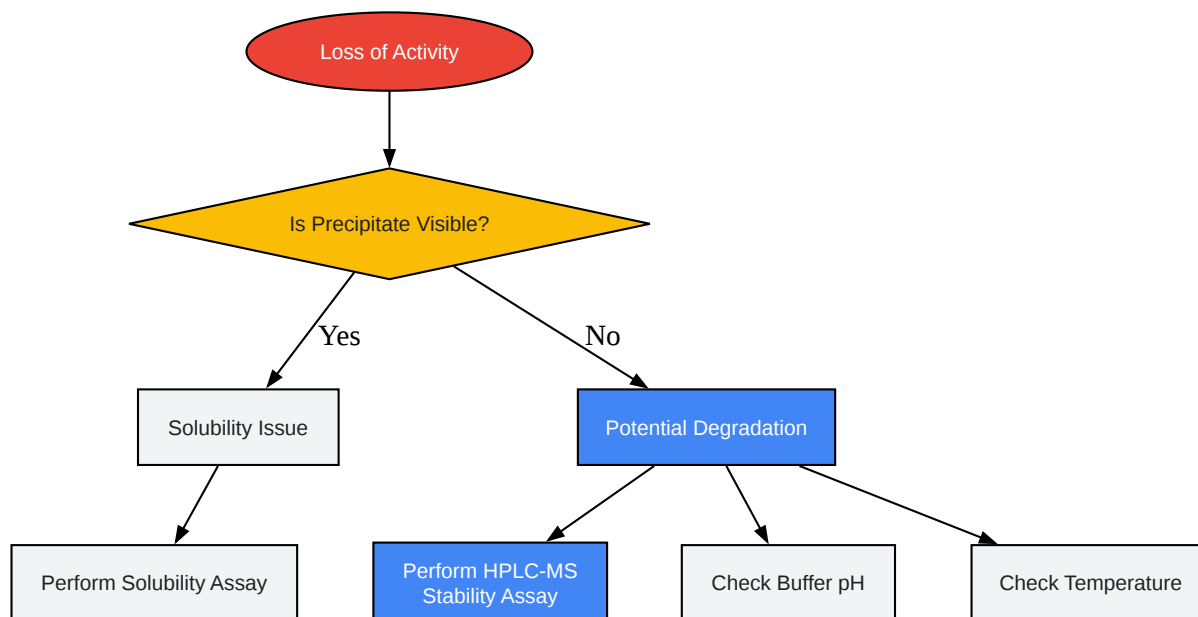 Loss of Activity
Is Precipitate Visible?
Yes
No
Solubility Issue
Potential Degradation
Perform Solubility Assay
Perform HPLC-MS
Stability Assay
Check Buffer pH
Check Temperature